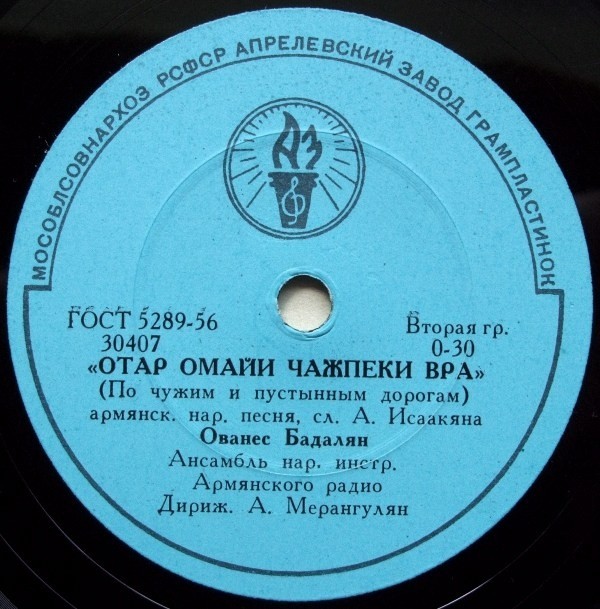 МОСОБЛСОВНАРХОЗ РСФСР АПРЕЛЕВСКИЙ ЗАВОД ГРАМПЛАСТИНОК
АЗ
ГОСТ 5289-56
30407
Вторая гр.
0-30
«ОТАР ОМАЙИ ЧАЖПЕКИ ВРА»
(По чужим и пустынным дорогам)
армянск. нар. песня, сл. А. Исаакяна
Ованес Бадалян
Ансамбль нар. инстр.
Армянского радио
Дириж. А. Мерангулян